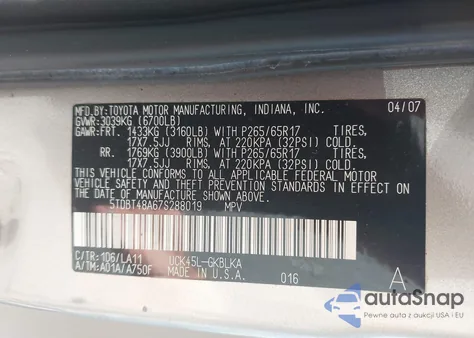 MFD.BY: TOYOTA MOTOR MANUFACTURING, INDIANA, INC. 04/07
GVWR: 3039KG (6700LB)
GAWR: FRT. 1433KG (3160LB) WITH P265/65R17 TIRES,
17X7.5JJ RIMS, AT 220KPA (32PSI) COLD.
RR. 1769KG (3900LB) WITH P265/65R17 TIRES,
17X7.5JJ RIMS, AT 220KPA (32PSI) COLD.
THIS VEHICLE CONFORMS TO ALL APPLICABLE FEDERAL MOTOR
VEHICLE SAFETY AND THEFT PREVENTION STANDARDS IN EFFECT ON
THE DATE OF MANUFACTURE SHOWN ABOVE.
5TDBT48A67S288019 MPV
C/TR: 1D6/LA11 UCK45L-GKBLKA
A/TM: A01A/A750F MADE IN U.S.A. 016 A
autoSnap
Pewne auta z aukcji USA i EU